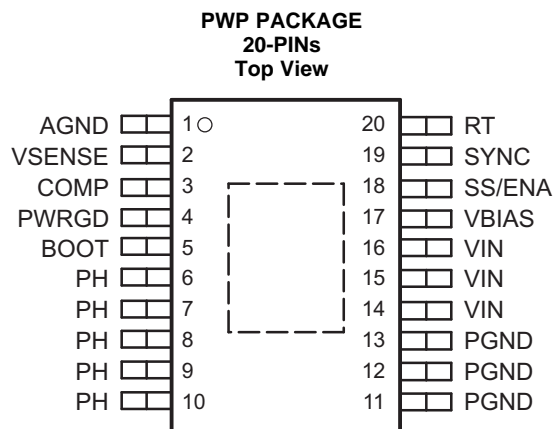 PWP PACKAGE
20-PINs
Top View
AGND 1 20 RT
VSENSE 2 19 SYNC
COMP 3 18 SS/ENA
PWRGD 4 17 VBIAS
BOOT 5 16 VIN
PH 6 15 VIN
PH 7 14 VIN
PH 8 13 PGND
PH 9 12 PGND
PH 10 11 PGND